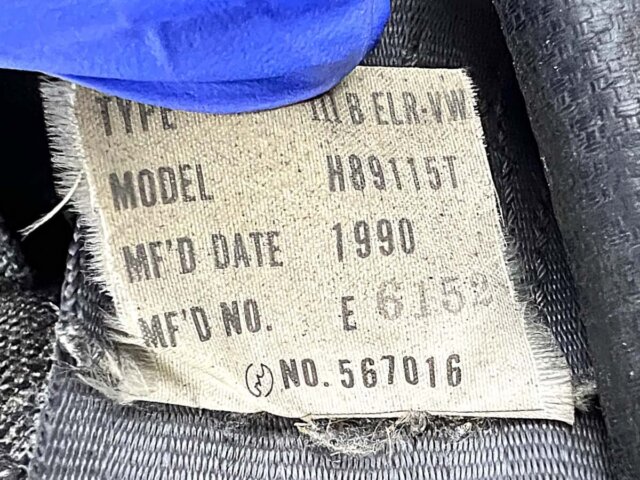 TYPE III B ELR-VW
MODEL H89115T
MF'D DATE 1990
MF'D NO. E 6152
NO. 567016